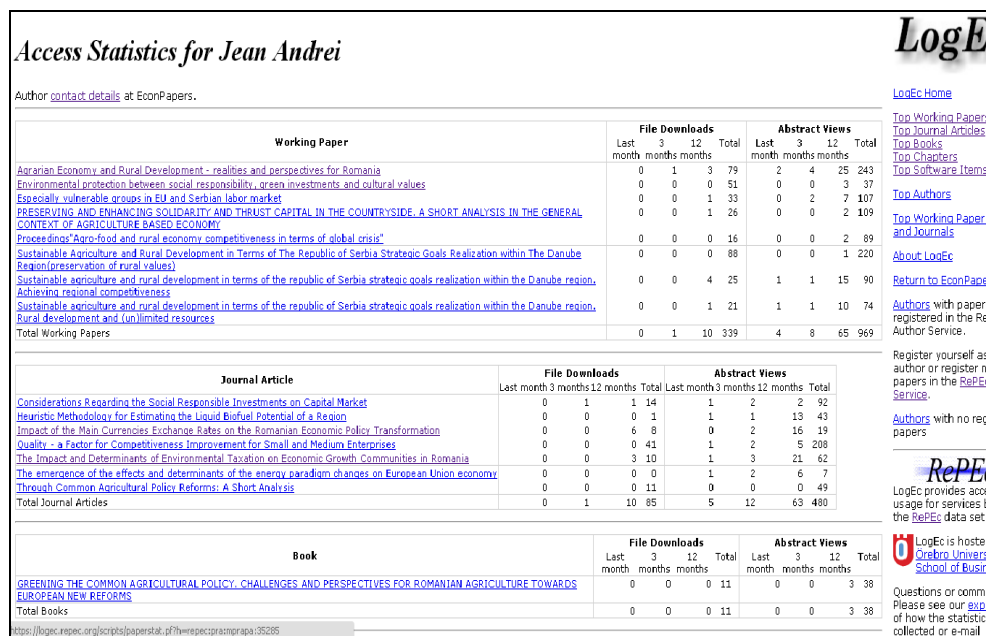 Access Statistics for Jean Andrei
Author contact details at EconPapers.
Working Paper File Downloads Abstract Views
Last month 3 months 12 months Total Last month 3 months 12 months Total
Agrarian Economy and Rural Development - realities and perspectives for Romania 0 1 3 79 2 4 25 243
Environmental protection between social responsibility, green investments and cultural values 0 0 0 51 0 0 3 37
Especially vulnerable groups in EU and Serbian labor market 0 0 1 33 0 2 7 107
PRESERVING AND ENHANCING SOLIDARITY AND THRUST CAPITAL IN THE COUNTRYSIDE. A SHORT ANALYSIS IN THE GENERAL 0 0 1 26 0 0 2 109
CONTEXT OF AGRICULTURE BASED ECONOMY
Proceedings"Agro-food and rural economy competitiveness in terms of global crisis" 0 0 0 16 0 0 2 89
Sustainable Agriculture and Rural Development in Terms of The Republic of Serbia Strategic Goals Realization within The Danube 0 0 0 88 0 0 1 220
Region(preservation of rural values)
Sustainable agriculture and rural development in terms of the republic of Serbia strategic goals realization within the Danube region. 0 0 4 25 1 1 15 90
Achieving regional competitiveness
Sustainable agriculture and rural development in terms of the republic of Serbia strategic goals realization within the Danube region. 0 0 1 21 1 1 10 74
Rural development and (un)limited resources
Total Working Papers 0 1 10 339 4 8 65 969
Journal Article File Downloads Abstract Views
Last month 3 months 12 months Total Last month 3 months 12 months Total
Considerations Regarding the Social Responsible Investments on Capital Market 0 1 1 14 1 2 2 92
Heuristic Methodology for Estimating the Liquid Biofuel Potential of a Region 0 0 0 1 1 1 13 43
Impact of the Main Currencies Exchange Rates on the Romanian Economic Policy Transformation 0 0 6 8 0 2 16 19
Quality - a Factor for Competitiveness Improvement for Small and Medium Enterprises 0 0 0 41 1 2 5 208
The Impact and Determinants of Environmental Taxation on Economic Growth Communities in Romania 0 0 3 10 1 3 21 62
The emergence of the effects and determinants of the energy paradigm changes on European Union economy 0 0 0 0 1 2 6 7
Through Common Agricultural Policy Reforms: A Short Analysis 0 0 0 11 0 0 0 49
Total Journal Articles 0 1 10 85 5 12 63 480
Book File Downloads Abstract Views
Last month 3 months 12 months Total Last month 3 months 12 months Total
GREENING THE COMMON AGRICULTURAL POLICY. CHALLENGES AND PERSPECTIVES FOR ROMANIAN AGRICULTURE TOWARDS 0 0 0 11 0 0 3 38
EUROPEAN NEW REFORMS
Total Books 0 0 0 11 0 0 3 38
https://logec.repec.org/scripts/paperstat.pf?h=repec:pra:mprapa:35285
LogE
LogEc Home
Top Working Papers
Top Journal Articles
Top Books
Top Chapters
Top Software Items
Top Authors
Top Working Paper
and Journals
About LogEc
Return to EconPape
Authors with paper
registered in the Re
Author Service.
Register yourself as
author or register
papers in the RePEc
Service.
Authors with no reg
papers
RePEc
LogEc provides acce
usage for services b
the RePEc data set
LogEc is hoste
Örebro Univers
School of Busin
Questions or comm
Please see our exp
of how the statistic
collected or e-mail